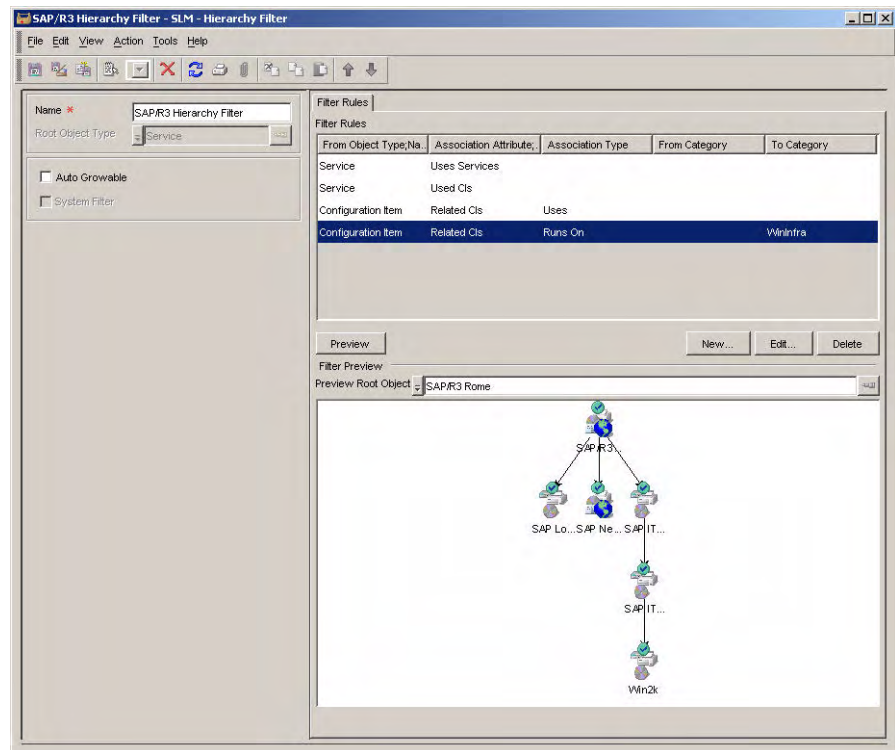 SAP/R3 Hierarchy Filter - SLM - Hierarchy Filter
File Edit View Action Tools Help
Name * SAP/R3 Hierarchy Filter
Root Object Type Service
Auto Growable
System Filter
Filter Rules
Filter Rules
From Object Type;Na.. Association Attribute;. Association Type From Category To Category
Service Uses Services
Service Used CIs
Configuration Item Related CIs Uses
Configuration Item Related CIs Runs On WinInfra
Preview New... Edit... Delete
Filter Preview
Preview Root Object SAP/R3 Rome
SAP/R3...
SAP Lo... SAP Ne... SAP IT...
SAP IT...
Win2k